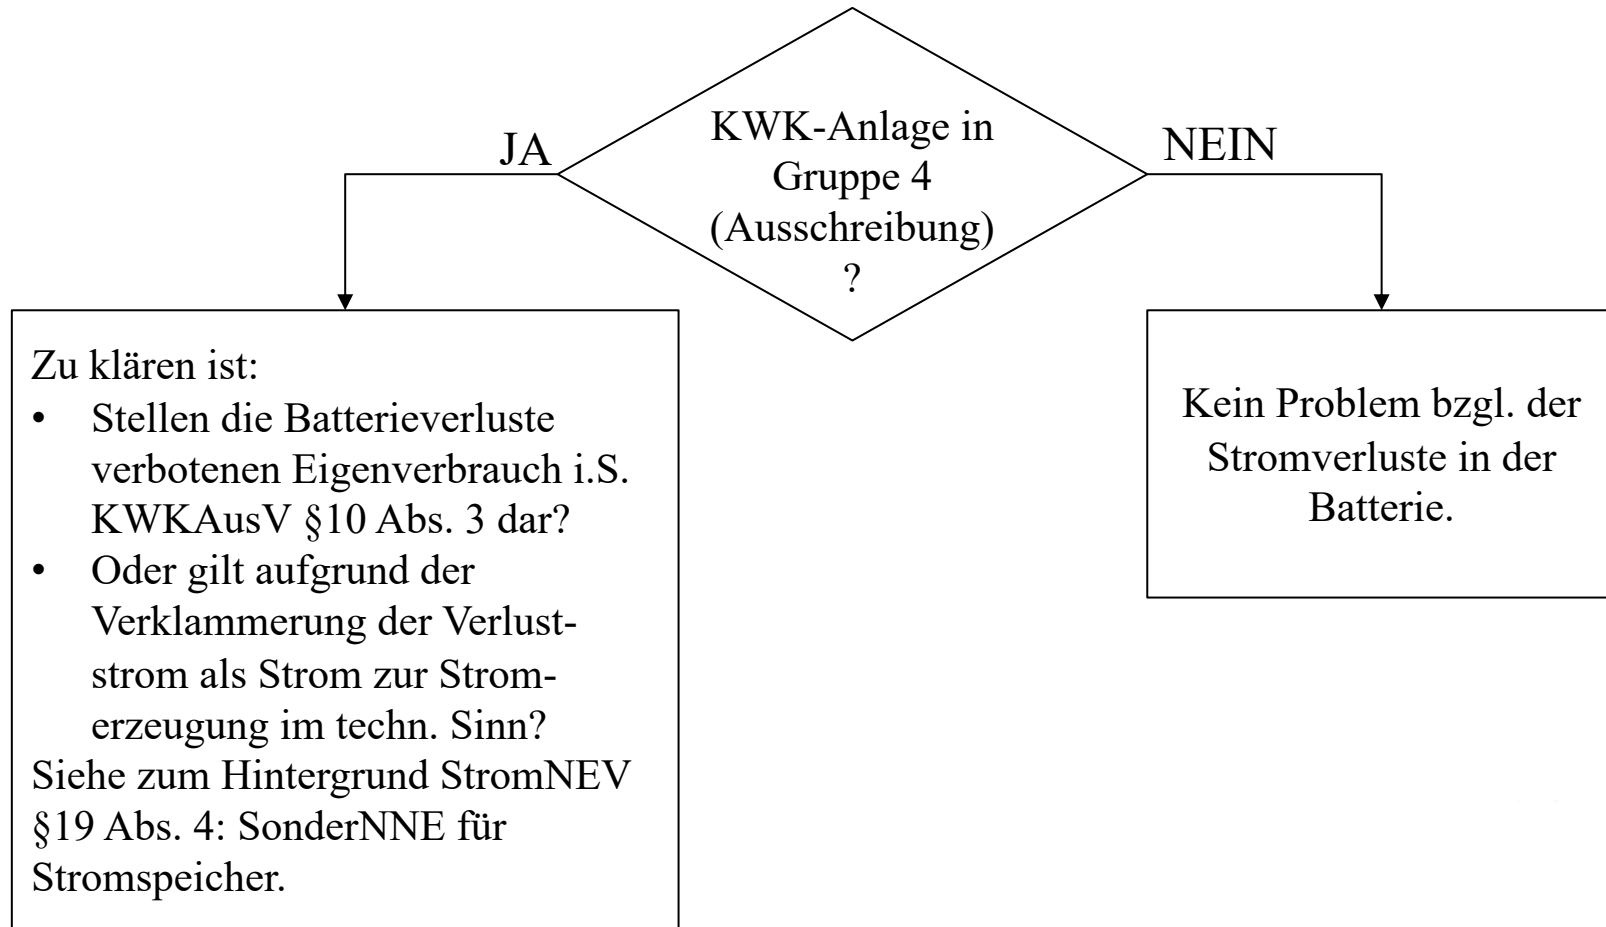 KWK-Anlage in
Gruppe 4
(Ausschreibung)
?
JA
NEIN
Zu klären ist:
• Stellen die Batterieverluste
verbotenen Eigenverbrauch i.S.
KWKAusV §10 Abs. 3 dar?
• Oder gilt aufgrund der
Verklammerung der Verlust-
strom als Strom zur Strom-
erzeugung im techn. Sinn?
Siehe zum Hintergrund StromNEV
§19 Abs. 4: SonderNNE für
Stromspeicher.
Kein Problem bzgl. der
Stromverluste in der
Batterie.